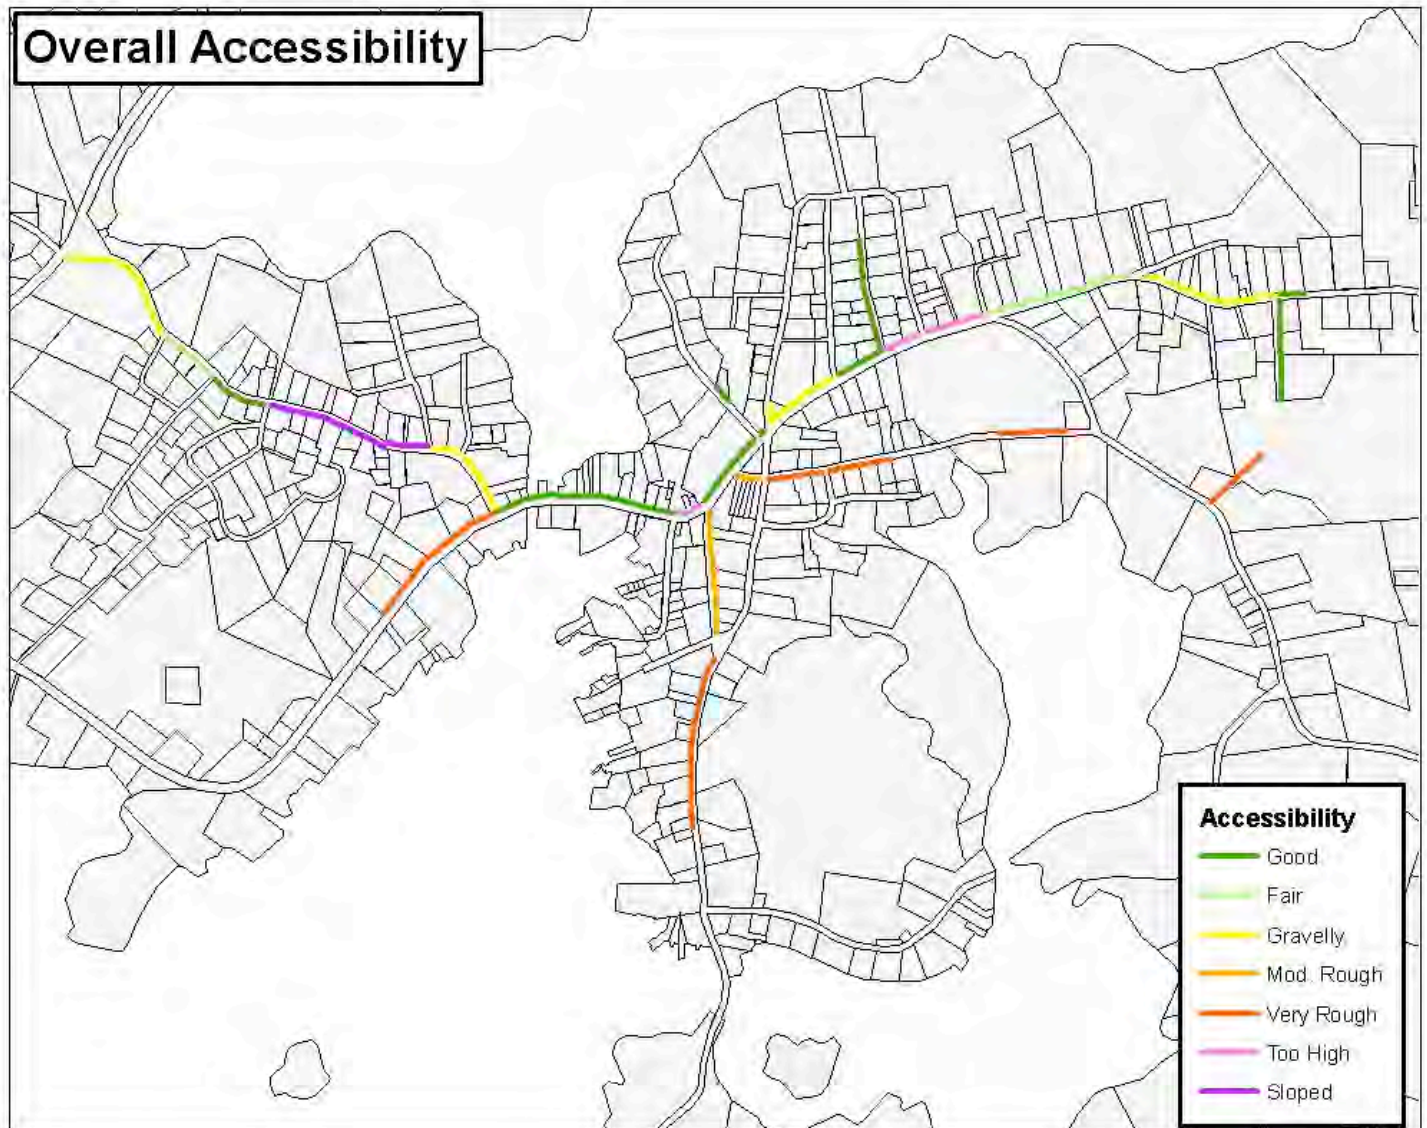 Overall Accessibility
Accessibility
Good
Fair
Gravelly
Mod. Rough
Very Rough
Too High
Sloped